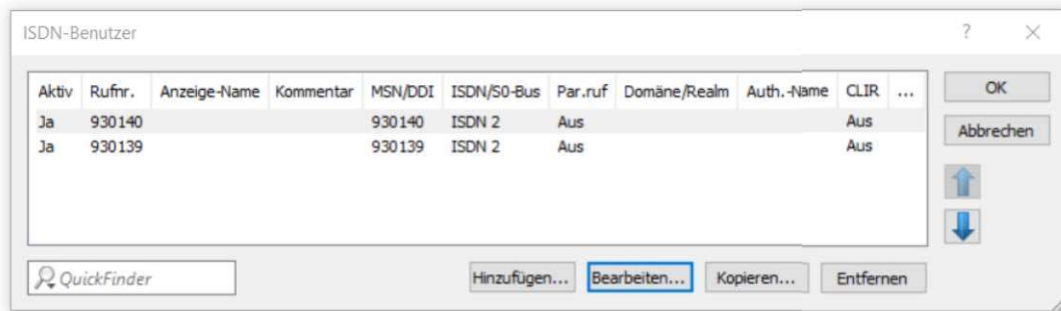 ISDN-Benutzer ?
Aktiv Rufnr. Anzeige-Name Kommentar MSN/DDI ISDN/S0-Bus Par.ruf Domäne/Realm Auth.-Name CLIR ... OK
Ja 930140 930140 ISDN 2 Aus Aus Abbrechen
Ja 930139 930139 ISDN 2 Aus Aus
QuickFinder Hinzufügen... Bearbeiten... Kopieren... Entfernen